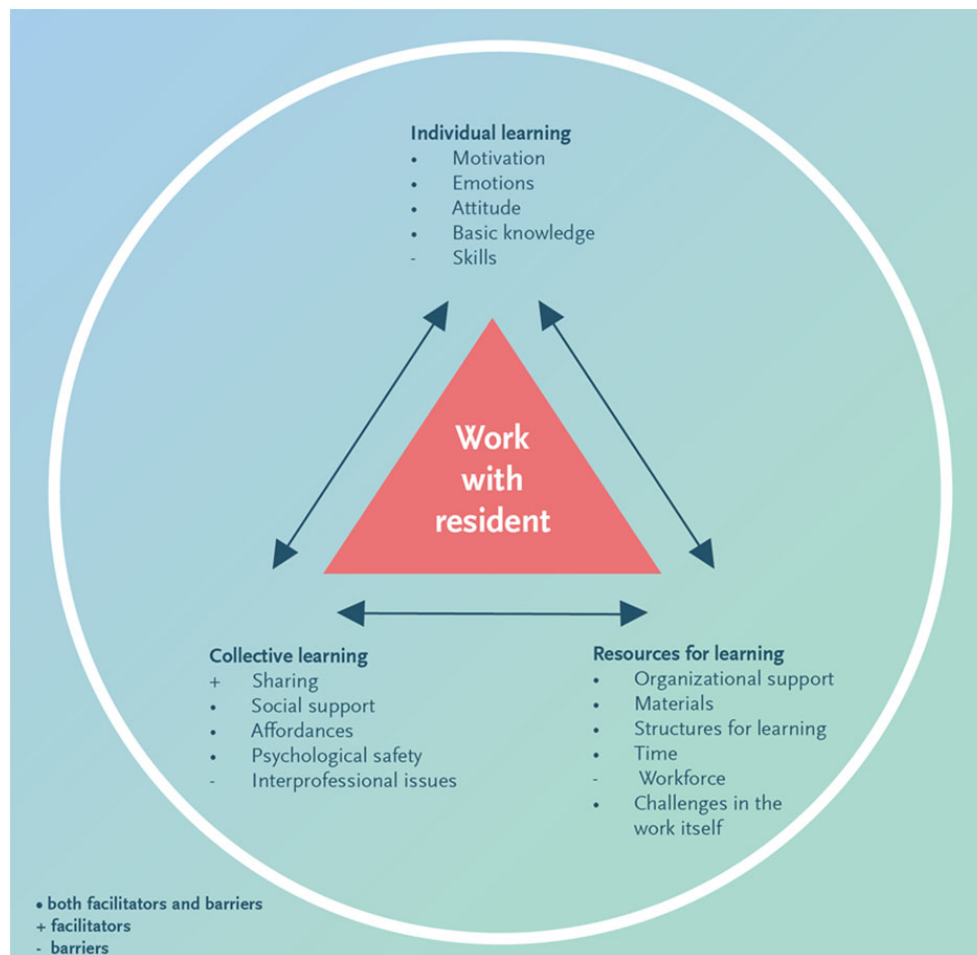 Individual learning
• Motivation
• Emotions
• Attitude
• Basic knowledge
- Skills
Work
with
resident
Collective learning
+ Sharing
• Social support
• Affordances
• Psychological safety
- Interprofessional issues
Resources for learning
• Organizational support
• Materials
• Structures for learning
• Time
- Workforce
• Challenges in the
work itself
• both facilitators and barriers
+ facilitators
- barriers